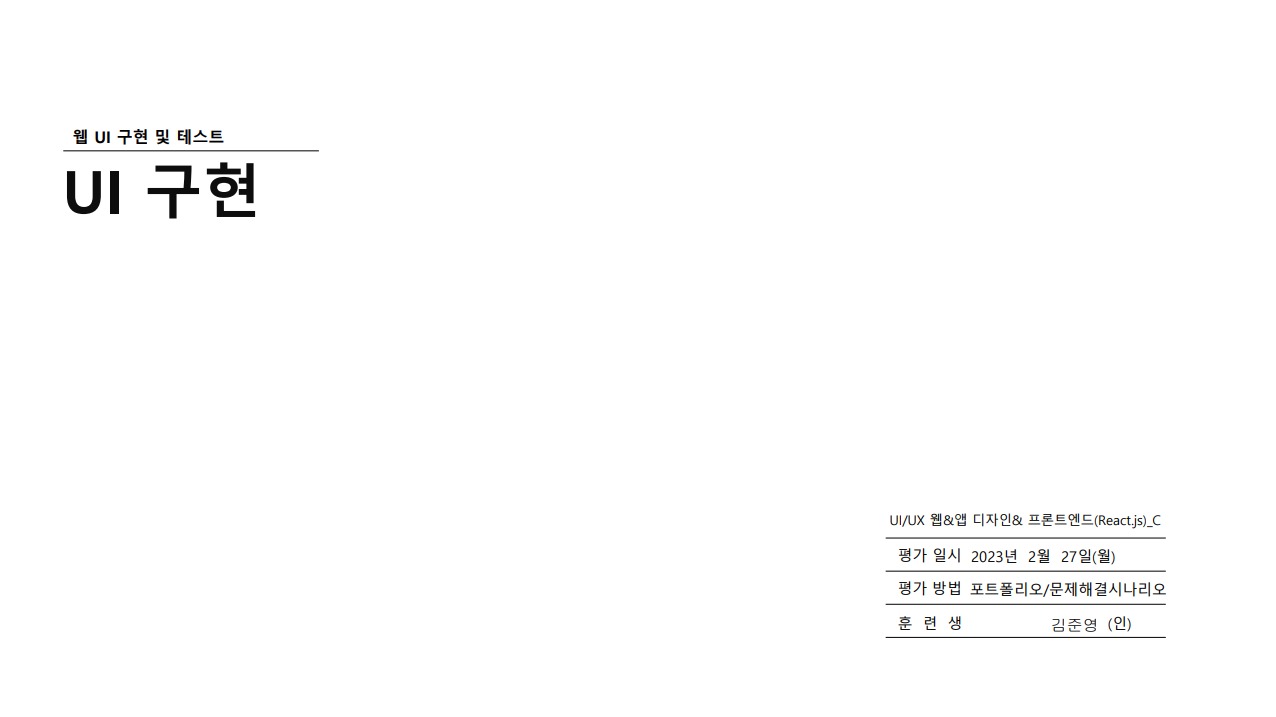 웹 UI 구현 및 테스트
UI 구현
UI/UX 웹&앱 디자인& 프론트엔드(React.js)_C
평가 일시 2023년 2월 27일(월)
평가 방법 포트폴리오/문제해결시나리오
훈 련 생 김준영 (인)